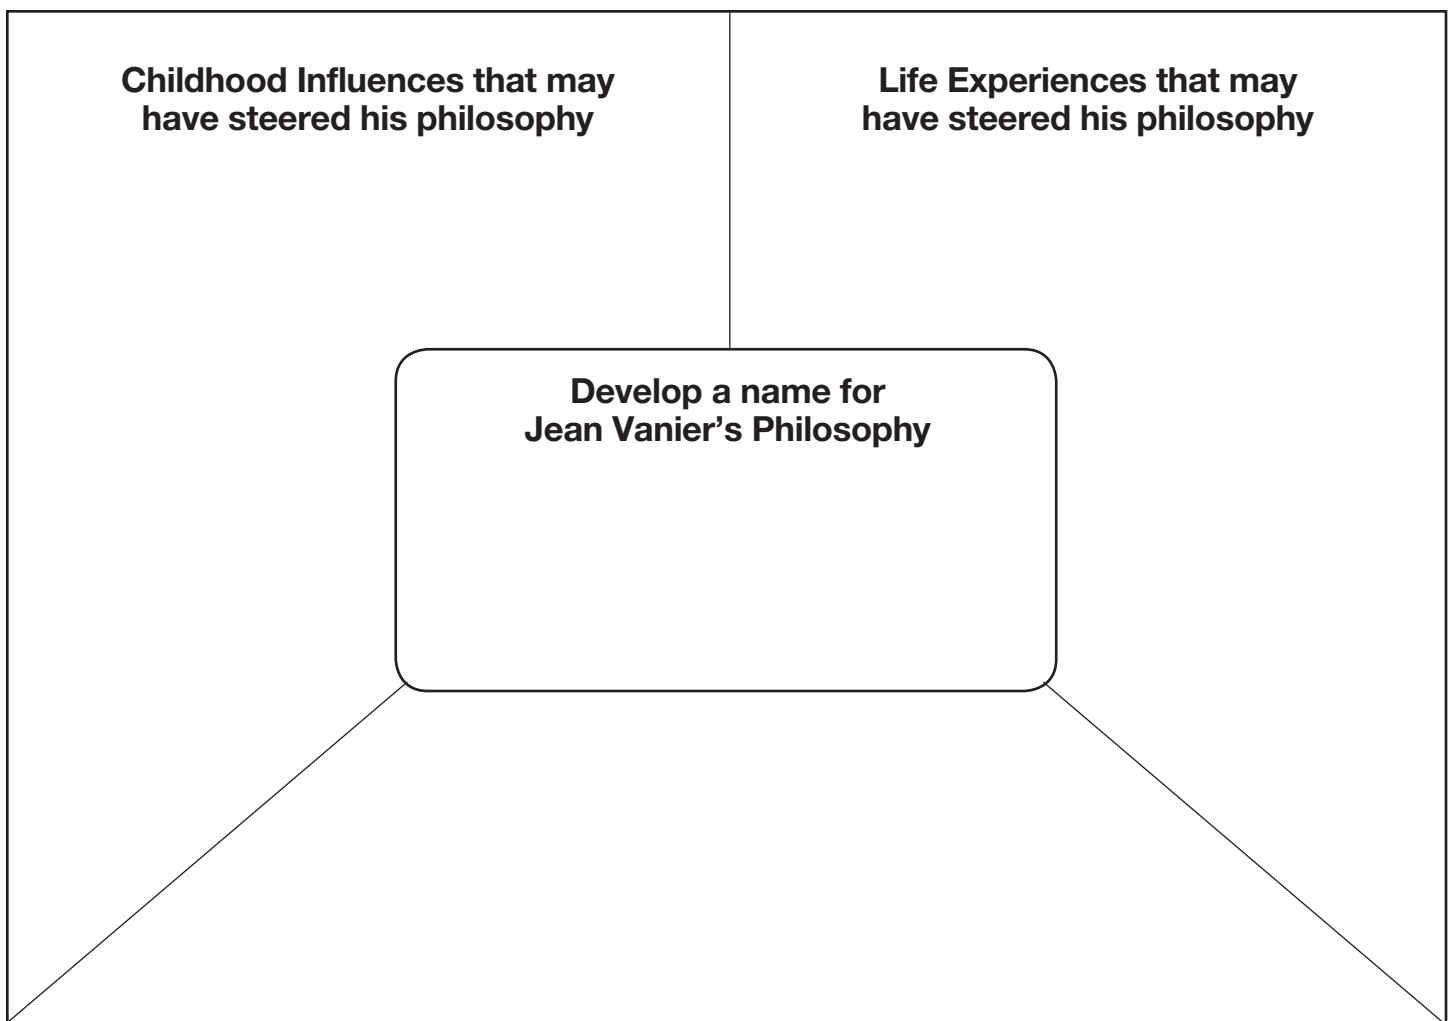 Childhood Influences that may
have steered his philosophy
Life Experiences that may
have steered his philosophy
Develop a name for
Jean Vanier’s Philosophy